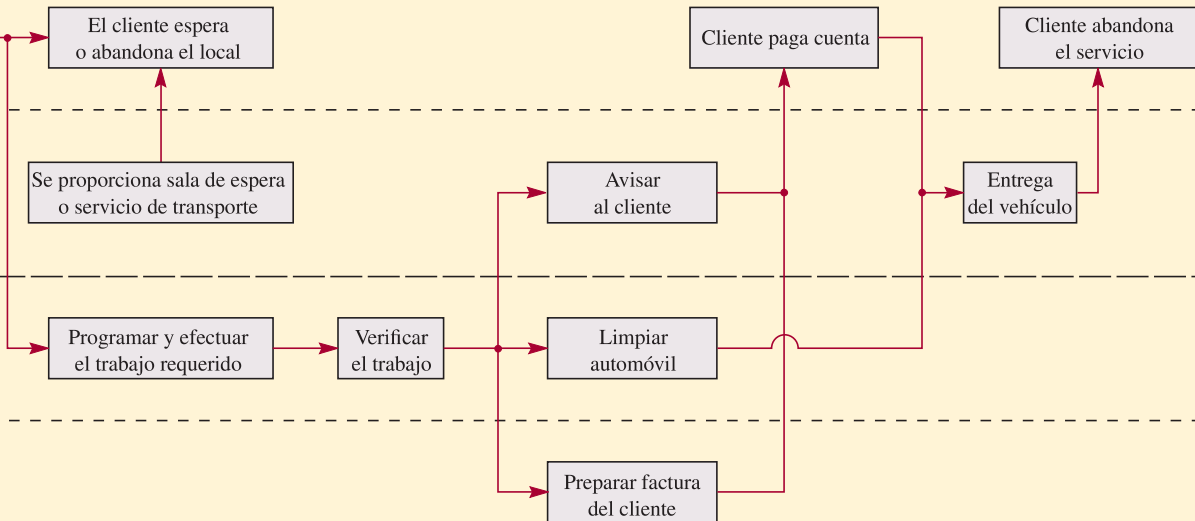 El cliente espera
o abandona el local
Cliente paga cuenta
Cliente abandona
el servicio
Se proporciona sala de espera
o servicio de transporte
Avisar
al cliente
Entrega
del vehículo
Programar y efectuar
el trabajo requerido
Verificar
el trabajo
Limpiar
automóvil
Preparar factura
del cliente